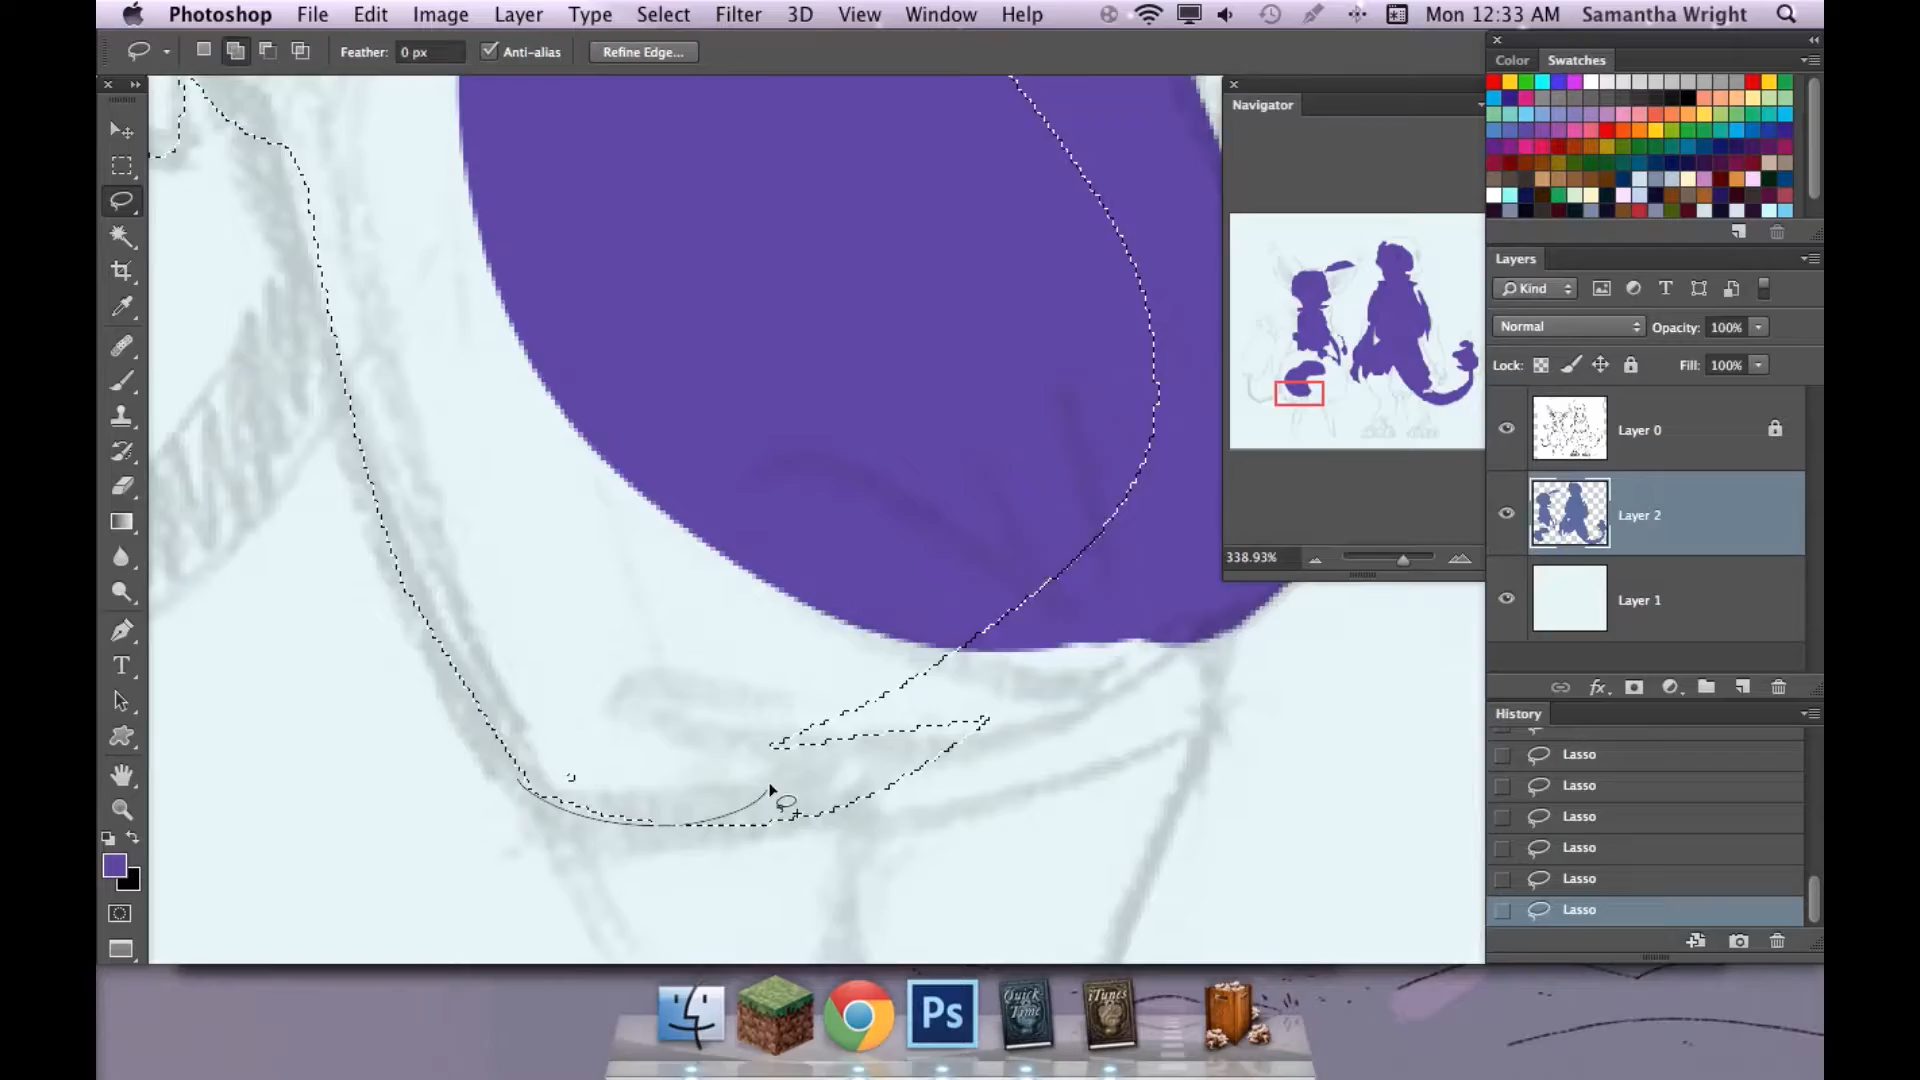 Photoshop File Edit Image Layer Type Select Filter 3D View Window Help Mon 12:33 AM Samantha Wright
Feather: 0 px Anti-alias Refine Edge...
Color Swatches
Navigator
338.93%
Layers
Kind
Normal Opacity: 100%
Lock: Fill: 100%
Layer 0
Layer 2
Layer 1
History
Lasso
Lasso
Lasso
Lasso
Lasso
Lasso
Ps
Quick Time
iTunes